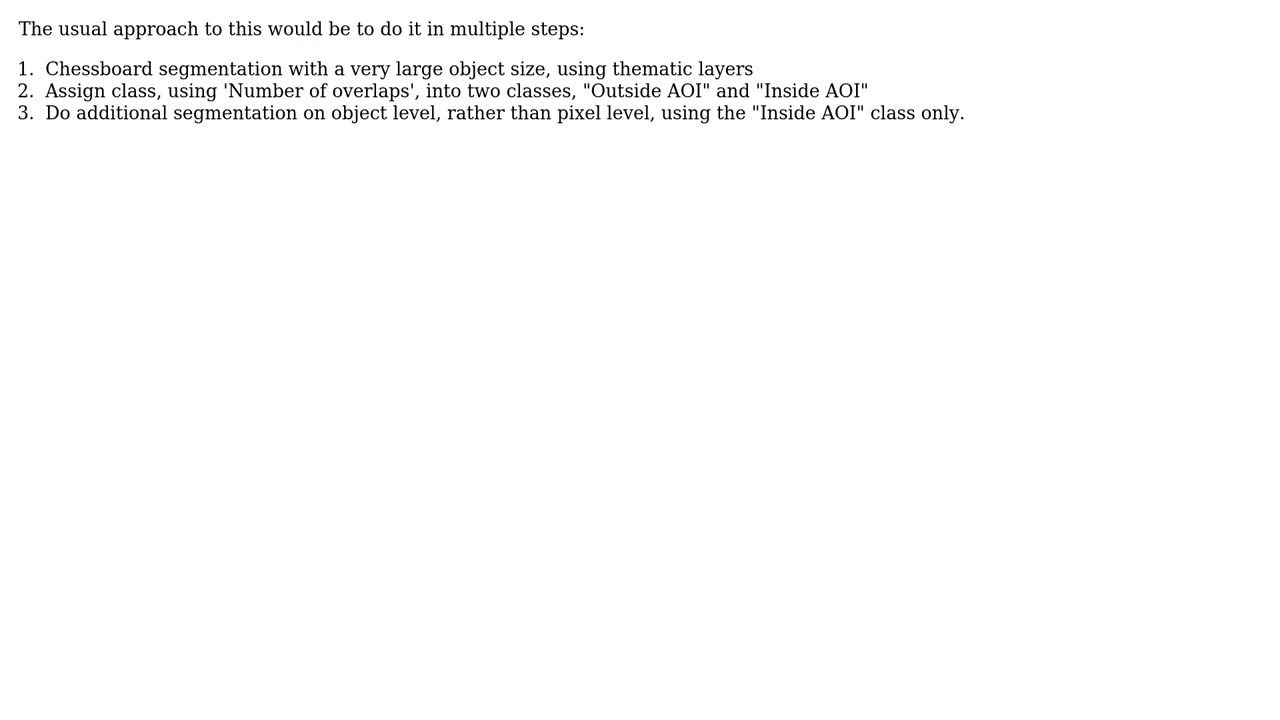 The usual approach to this would be to do it in multiple steps:
1. Chessboard segmentation with a very large object size, using thematic layers
2. Assign class, using 'Number of overlaps', into two classes, "Outside AOI" and "Inside AOI"
3. Do additional segmentation on object level, rather than pixel level, using the "Inside AOI" class only.